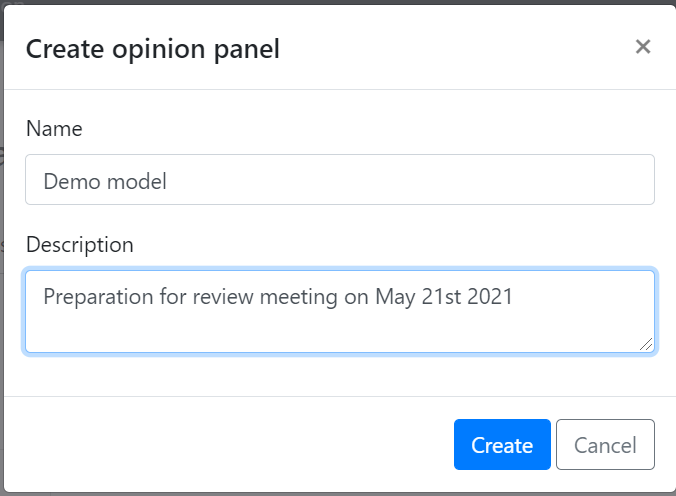 Create opinion panel
×
Name
Demo model
Description
Preparation for review meeting on May 21st 2021
Create Cancel